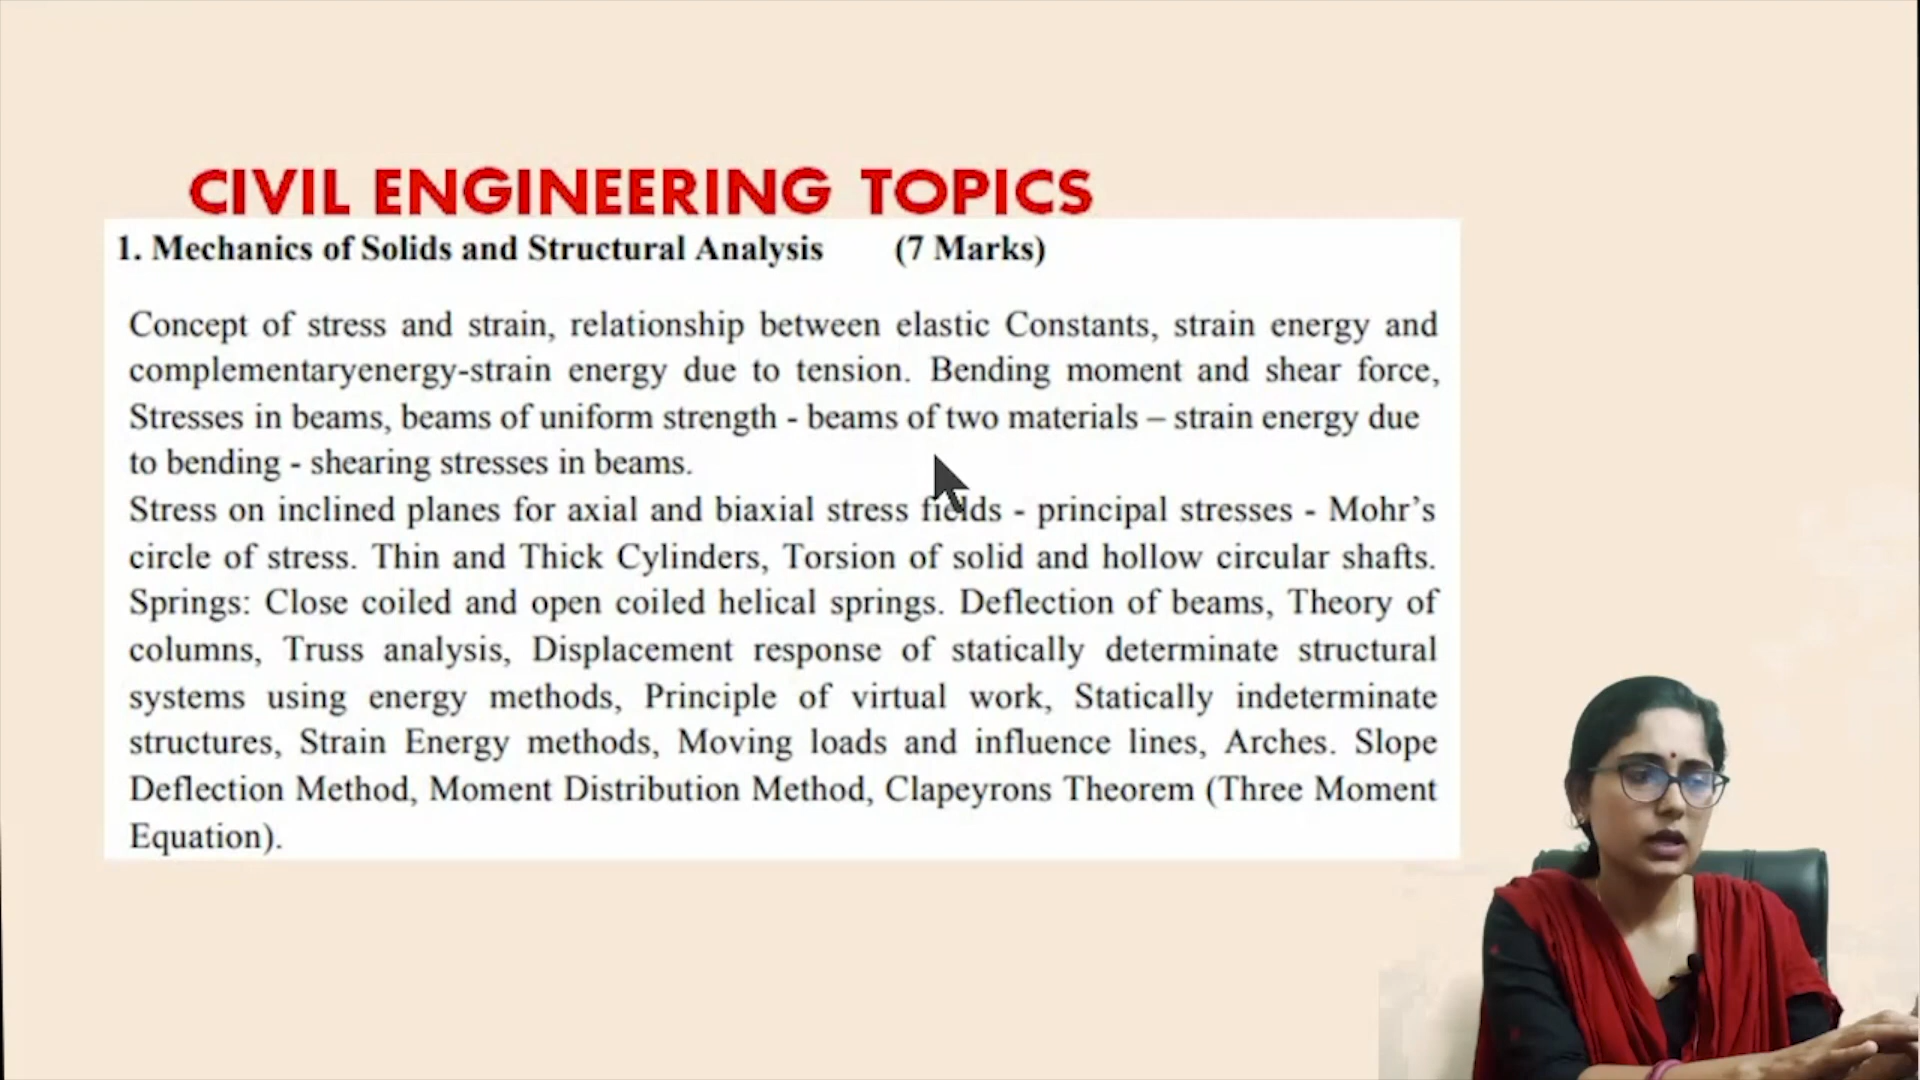 CIVIL ENGINEERING TOPICS
1. Mechanics of Solids and Structural Analysis (7 Marks)
Concept of stress and strain, relationship between elastic Constants, strain energy and
complementaryenergy-strain energy due to tension. Bending moment and shear force,
Stresses in beams, beams of uniform strength - beams of two materials – strain energy due
to bending - shearing stresses in beams.
Stress on inclined planes for axial and biaxial stress fields - principal stresses - Mohr’s
circle of stress. Thin and Thick Cylinders, Torsion of solid and hollow circular shafts.
Springs: Close coiled and open coiled helical springs. Deflection of beams, Theory of
columns, Truss analysis, Displacement response of statically determinate structural
systems using energy methods, Principle of virtual work, Statically indeterminate
structures, Strain Energy methods, Moving loads and influence lines, Arches. Slope
Deflection Method, Moment Distribution Method, Clapeyrons Theorem (Three Moment
Equation).